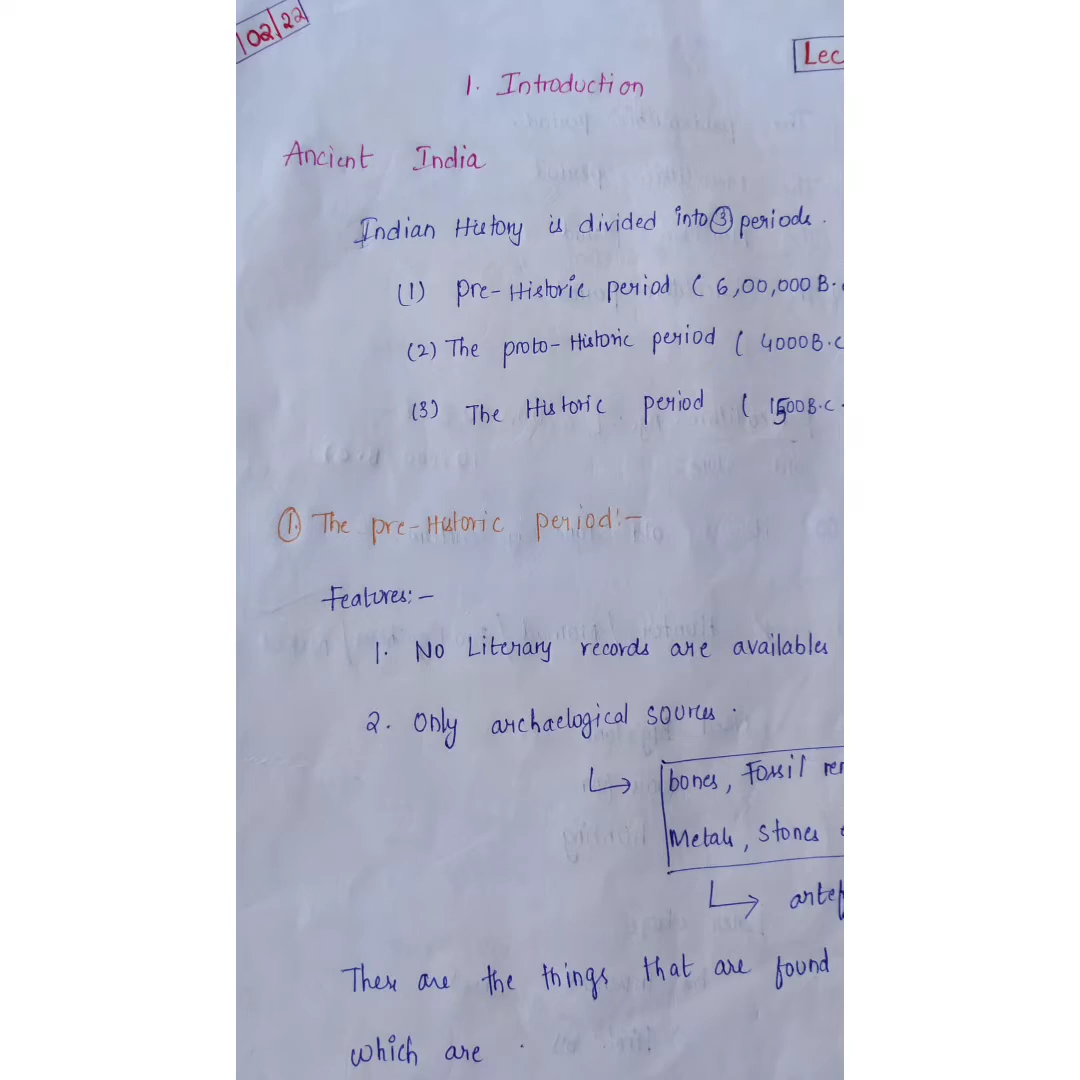 102/22
Lec
1. Introduction
Ancient India
Indian History is divided into 3 periods.
(1) pre-Historic period ( 6,00,000 B.
(2) The proto-Historic period ( 4000B.C
(3) The Historic period ( 1500B.C.
1. The pre-Historic period:-
Features:-
1. No Literary records are availables
2. only archaelogical sources.
↳ bones, Fossil
Metals, Stones
↳
These are the things that are found
which are